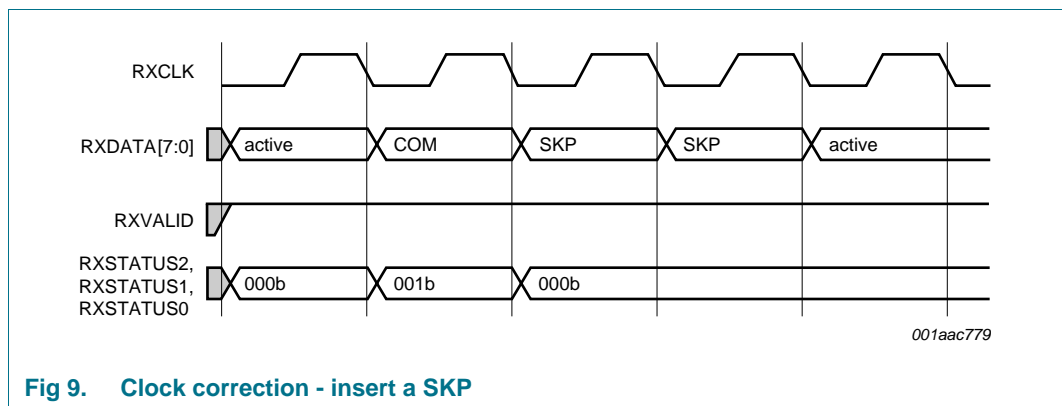 RXCLK
RXDATA[7:0]
active COM SKP SKP active
RXVALID
RXSTATUS2,
RXSTATUS1,
RXSTATUS0
000b 001b 000b
001aac779
Fig 9. Clock correction - insert a SKP